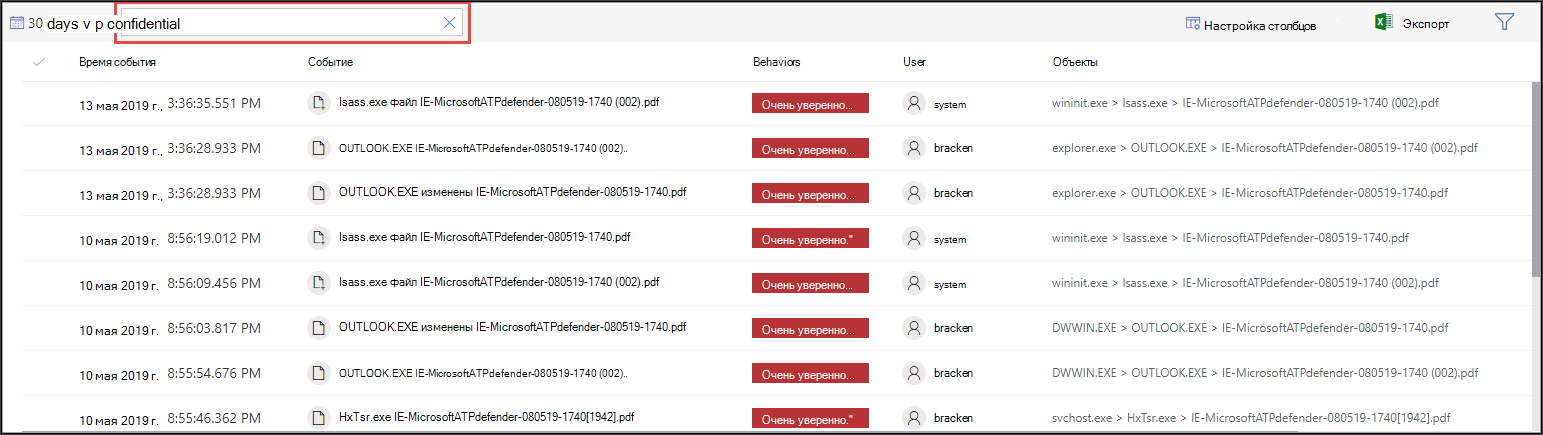 30 days v p confidential Настройка столбцов Экспорт
Время события Событие Behaviors User Объекты
13 мая 2019 г., 3:36:35.551 PM lsass.exe файл IE-MicrosoftATPdefender-080519-1740 (002).pdf Очень уверенно... system wininit.exe > lsass.exe > IE-MicrosoftATPdefender-080519-1740 (002).pdf
13 мая 2019 г., 3:36:28.933 PM OUTLOOK.EXE IE-MicrosoftATPdefender-080519-1740 (002).. Очень уверенно... bracken explorer.exe > OUTLOOK.EXE > IE-MicrosoftATPdefender-080519-1740 (002).pdf
13 мая 2019 г., 3:36:28.933 PM OUTLOOK.EXE изменены IE-MicrosoftATPdefender-080519-1740.pdf Очень уверенно... bracken explorer.exe > OUTLOOK.EXE > IE-MicrosoftATPdefender-080519-1740.pdf
10 мая 2019 г. 8:56:19.012 PM lsass.exe файл IE-MicrosoftATPdefender-080519-1740.pdf Очень уверенно." system wininit.exe > lsass.exe > IE-MicrosoftATPdefender-080519-1740.pdf
10 мая 2019 г. 8:56:09.456 PM lsass.exe файл IE-MicrosoftATPdefender-080519-1740 (002).pdf Очень уверенно... system wininit.exe > lsass.exe > IE-MicrosoftATPdefender-080519-1740 (002).pdf
10 мая 2019 г. 8:56:03.817 PM OUTLOOK.EXE изменены IE-MicrosoftATPdefender-080519-1740.pdf Очень уверенно... bracken DWWIN.EXE > OUTLOOK.EXE > IE-MicrosoftATPdefender-080519-1740.pdf
10 мая 2019 г. 8:55:54.676 PM OUTLOOK.EXE IE-MicrosoftATPdefender-080519-1740 (002).. Очень уверенно... bracken DWWIN.EXE > OUTLOOK.EXE > IE-MicrosoftATPdefender-080519-1740 (002).pdf
10 мая 2019 г. 8:55:46.362 PM HxTsr.exe IE-MicrosoftATPdefender-080519-1740[1942].pdf Очень уверенно." bracken svchost.exe > HxTsr.exe > IE-MicrosoftATPdefender-080519-1740[1942].pdf